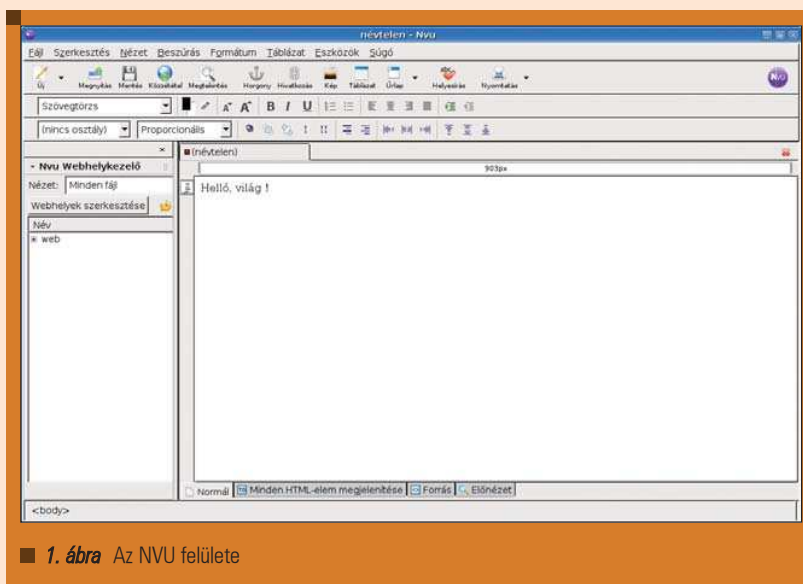 névtelen - Nvu
Fájl Szerkesztés Nézet Beszúrás Formátum Táblázat Eszközök Súgó
Új Megnyitás Mentés Közzététel Megtekintés Horgony Hivatkozás Kép Táblázat Űrlap Helyesírás Nyomtatás
Nvu
Szövegtörzs
B I U
(nincs osztály) Proporcionális
(névtelen)
- Nvu Webhelykezelő
903px
Nézet: Minden fájl
Helló, világ !
Webhelyek szerkesztése
Név
web
Normál Minden HTML-elem megjelenítése Forrás Előnézet
<body>
1. ábra Az NVU felülete